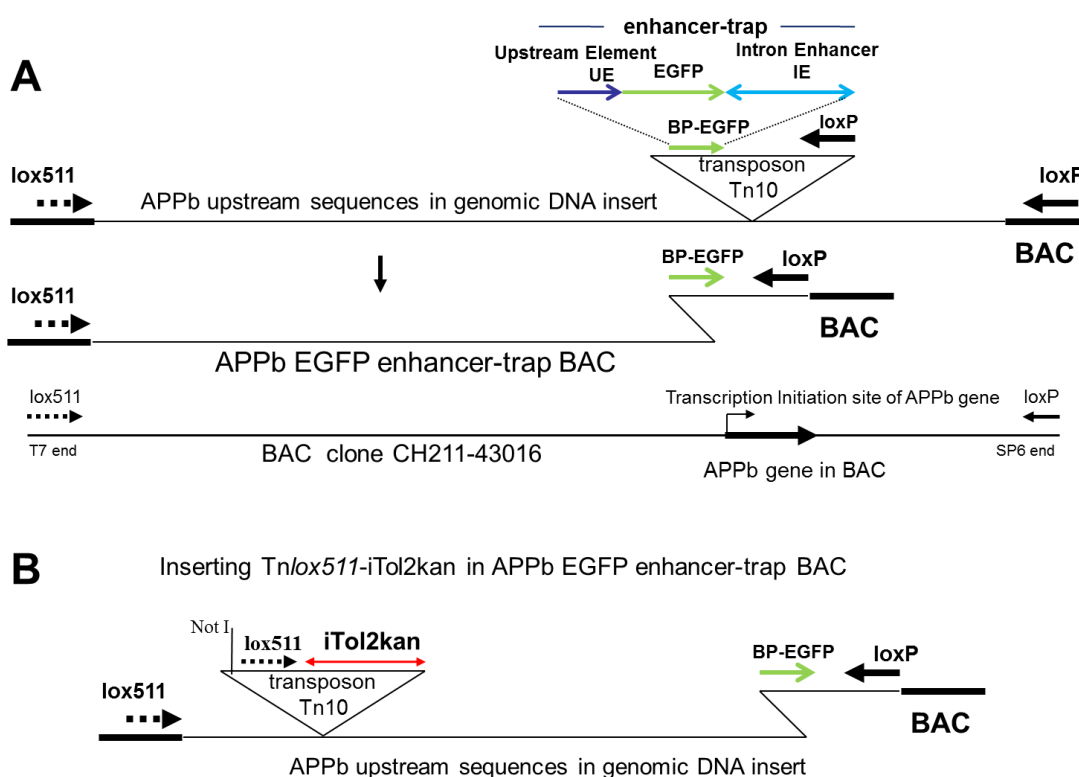 A
enhancer-trap
Upstream Element
UE
EGFP
Intron Enhancer
IE
BP-EGFP
loxP
transposon
Tn10
lox511
APPb upstream sequences in genomic DNA insert
loxP
BAC
BP-EGFP
loxP
lox511
BAC
APPb EGFP enhancer-trap BAC
lox511
Transcription Initiation site of APPb gene
loxP
T7 end
BAC clone CH211-43016
APPb gene in BAC
SP6 end
B
Inserting Tnlox511-iTol2kan in APPb EGFP enhancer-trap BAC
Not I
lox511
iTol2kan
transposon
Tn10
BP-EGFP
loxP
lox511
BAC
APPb upstream sequences in genomic DNA insert